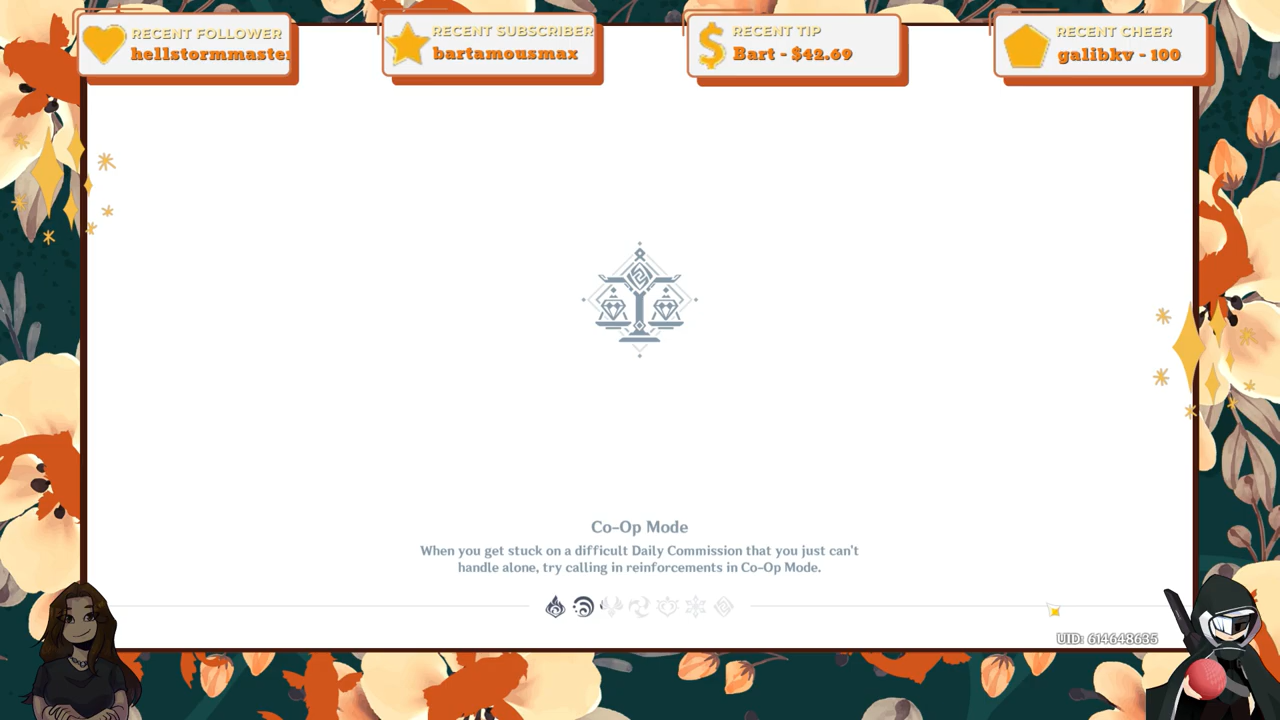 RECENT FOLLOWER
hellstormmaster
RECENT SUBSCRIBER
bartamousmax
RECENT TIP
Bart - $42.69
RECENT CHEER
galibkv - 100
Co-Op Mode
When you get stuck on a difficult Daily Commission that you just can't
handle alone, try calling in reinforcements in Co-Op Mode.
UID: 614648635